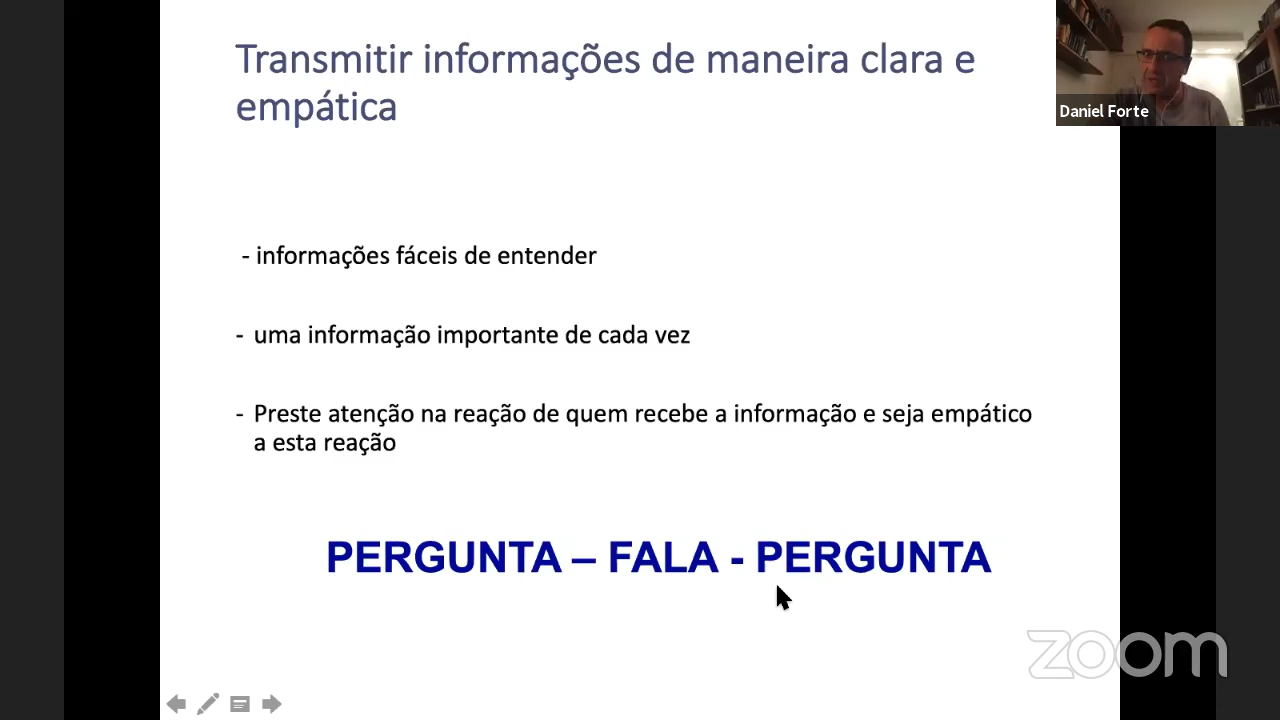 Transmitir informações de maneira clara e
empática
Daniel Forte
- informações fáceis de entender
- uma informação importante de cada vez
- Preste atenção na reação de quem recebe a informação e seja empático
a esta reação
PERGUNTA – FALA - PERGUNTA
zoom